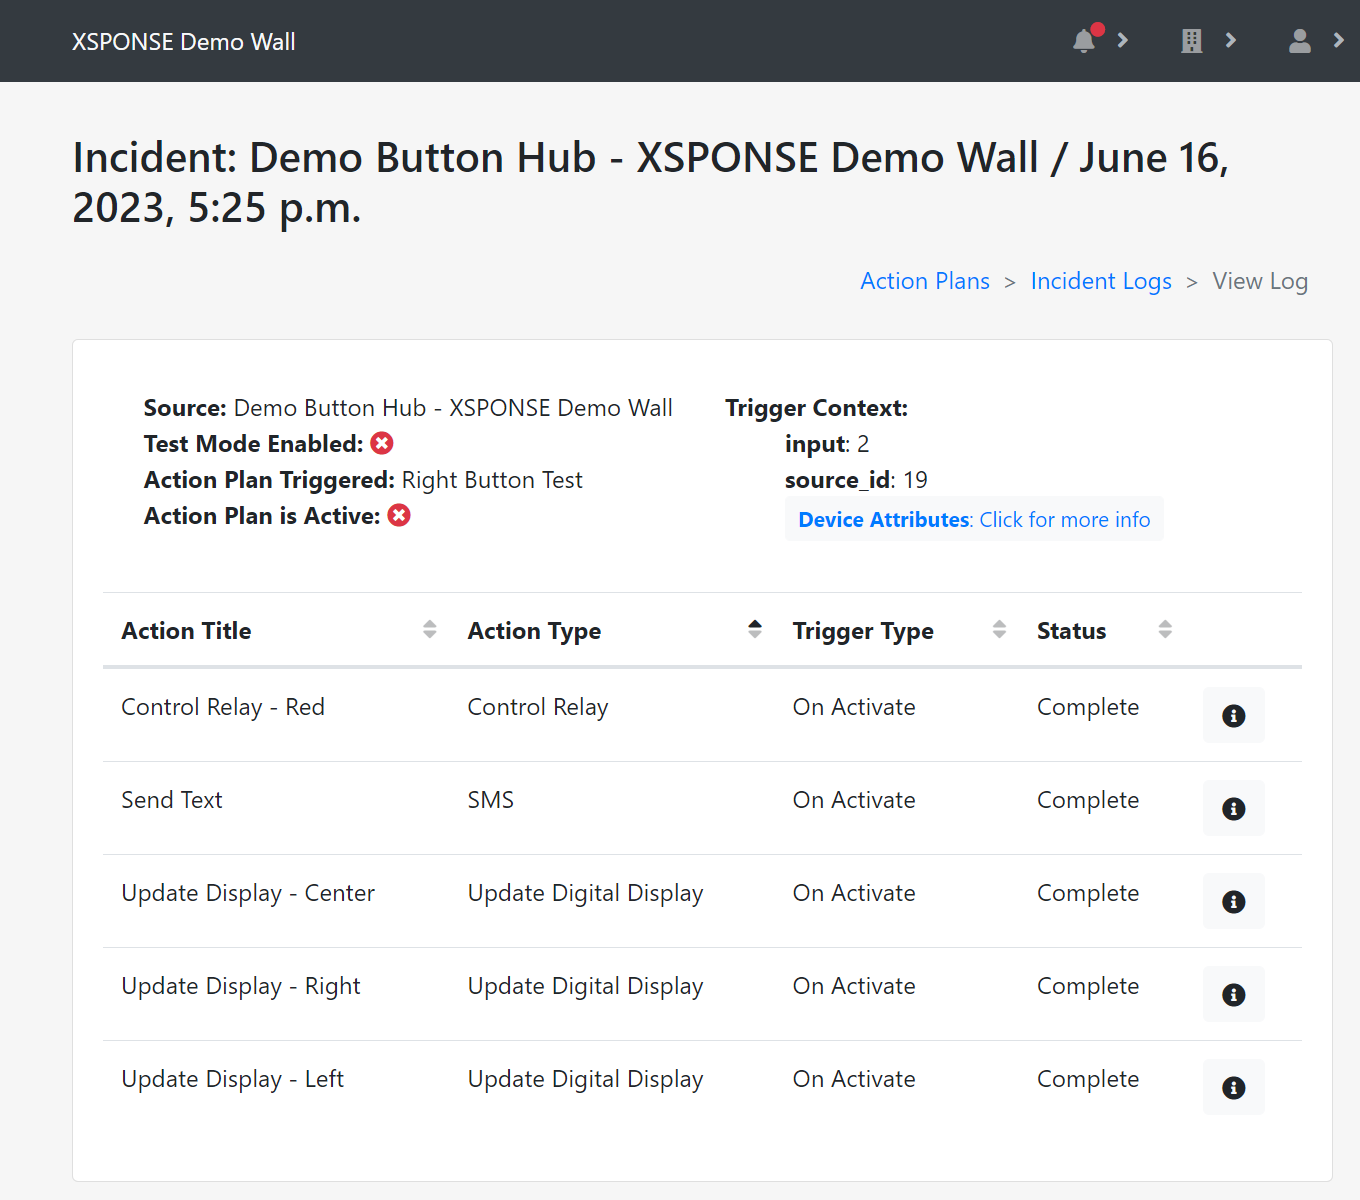 XSPONSE Demo Wall
Incident: Demo Button Hub - XSPONSE Demo Wall / June 16,
2023, 5:25 p.m.
Action Plans > Incident Logs > View Log
Source: Demo Button Hub - XSPONSE Demo Wall
Test Mode Enabled:
Action Plan Triggered: Right Button Test
Action Plan is Active:
Trigger Context:
input: 2
source_id: 19
Device Attributes: Click for more info
Action Title Action Type Trigger Type Status
Control Relay - Red Control Relay On Activate Complete
Send Text SMS On Activate Complete
Update Display - Center Update Digital Display On Activate Complete
Update Display - Right Update Digital Display On Activate Complete
Update Display - Left Update Digital Display On Activate Complete